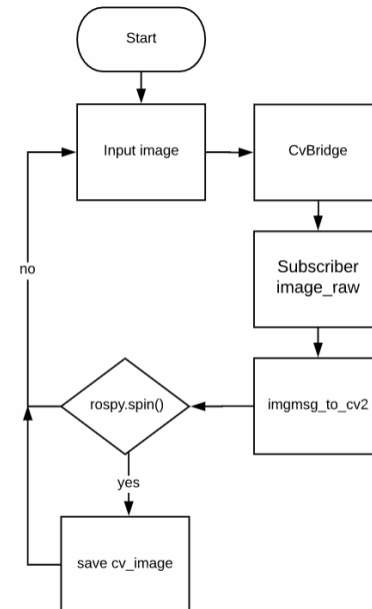 Start
Input image
CvBridge
Subscriber
image_raw
no
rospy.spin()
imgmsg_to_cv2
yes
save cv_image